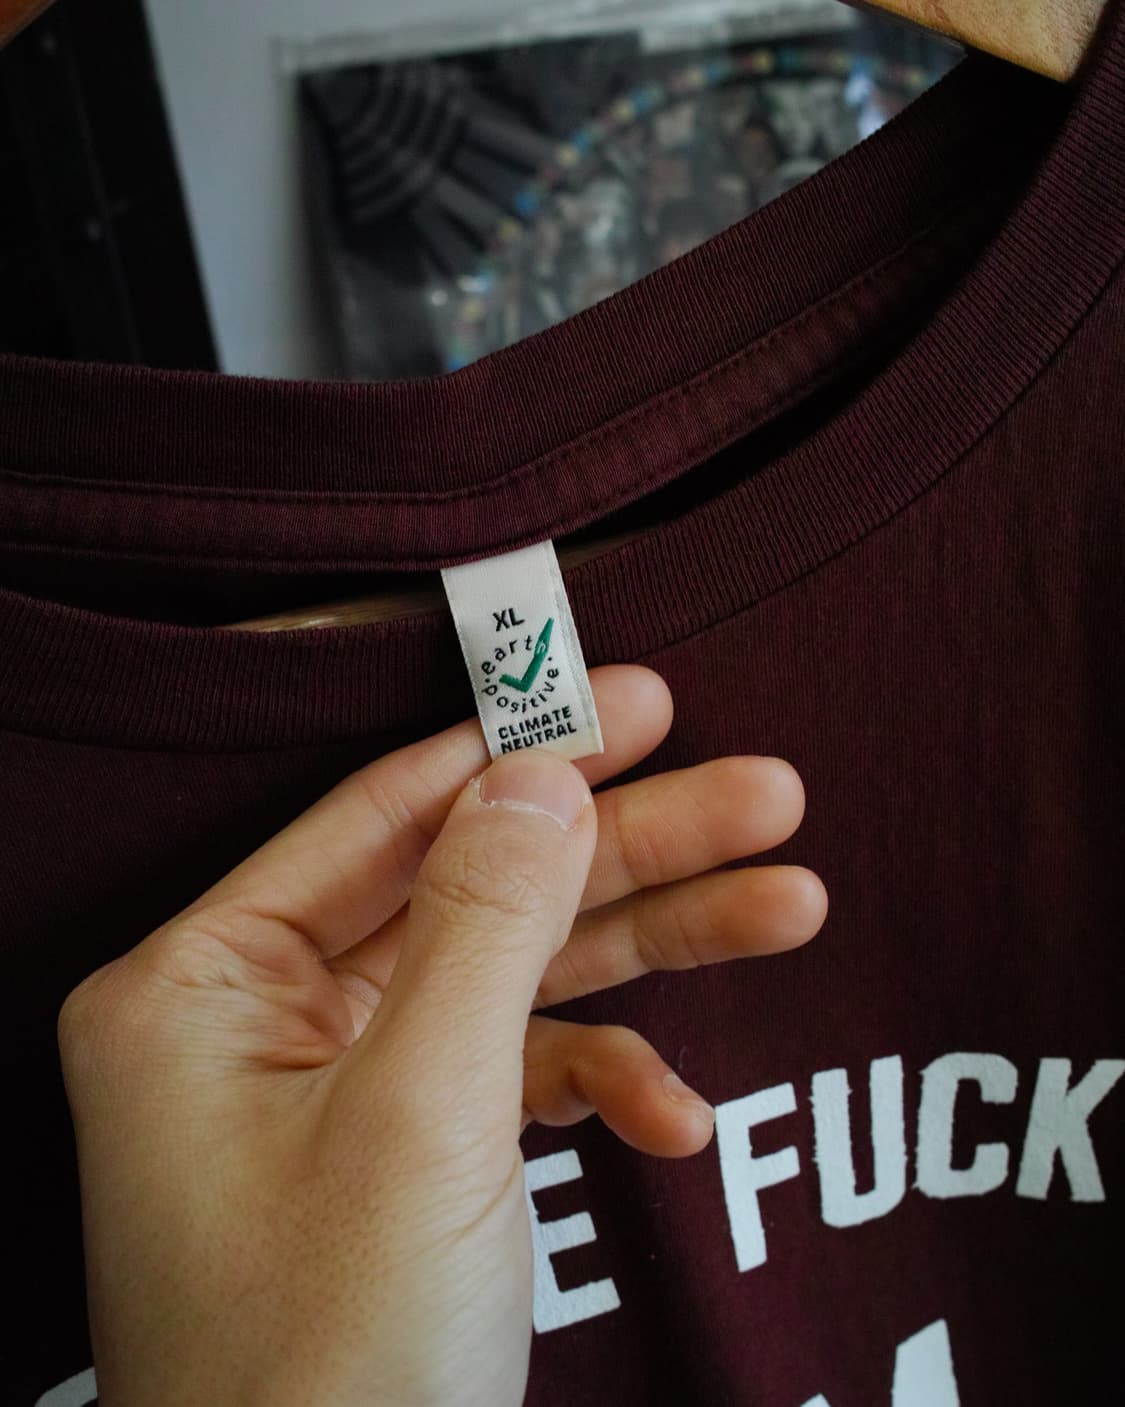 XL
earth
positive.
CLIMATE
NEUTRAL
E FUCK